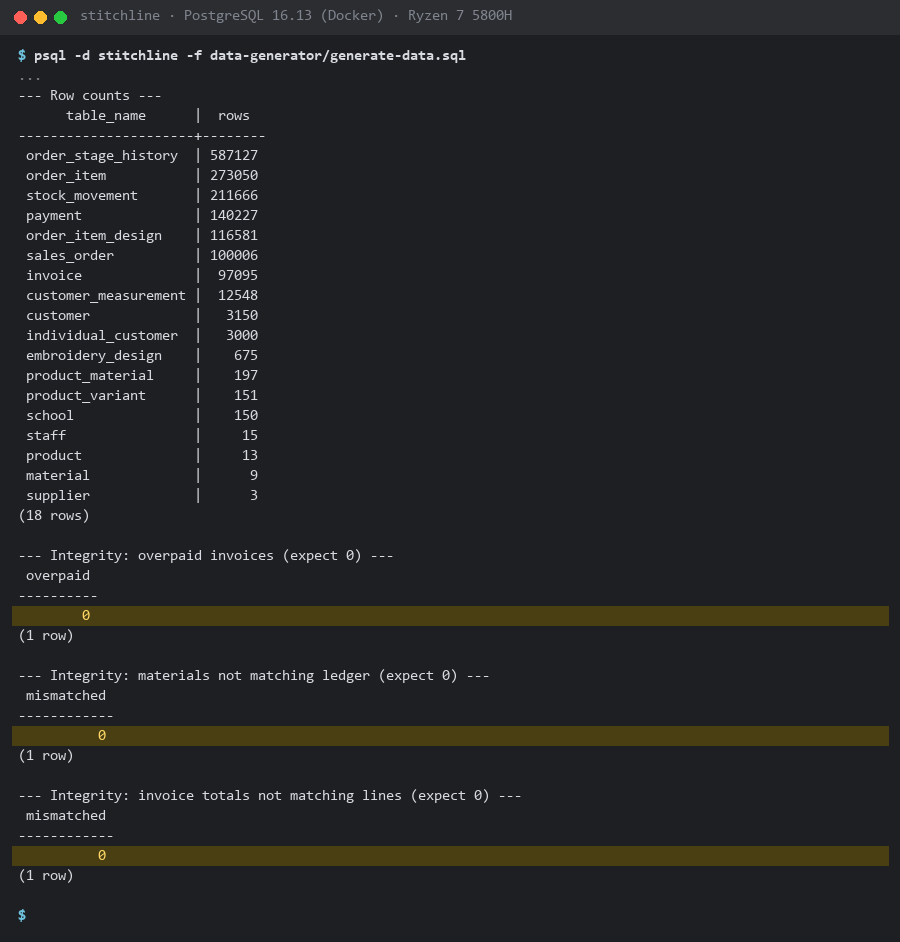 stitchline · PostgreSQL 16.13 (Docker) · Ryzen 7 5800H
$ psql -d stitchline -f data-generator/generate-data.sql
...
--- Row counts ---
      table_name      |  rows
----------------------+--------
 order_stage_history  | 587127
 order_item           | 273050
 stock_movement       | 211666
 payment              | 140227
 order_item_design    | 116581
 sales_order          | 100006
 invoice              |  97095
 customer_measurement |  12548
 customer             |   3150
 individual_customer  |   3000
 embroidery_design    |    675
 product_material     |    197
 product_variant      |    151
 school               |    150
 staff                |     15
 product              |     13
 material             |      9
 supplier             |      3
(18 rows)
--- Integrity: overpaid invoices (expect 0) ---
 overpaid
----------
        0
(1 row)
--- Integrity: materials not matching ledger (expect 0) ---
 mismatched
------------
          0
(1 row)
--- Integrity: invoice totals not matching lines (expect 0) ---
 mismatched
------------
          0
(1 row)
$